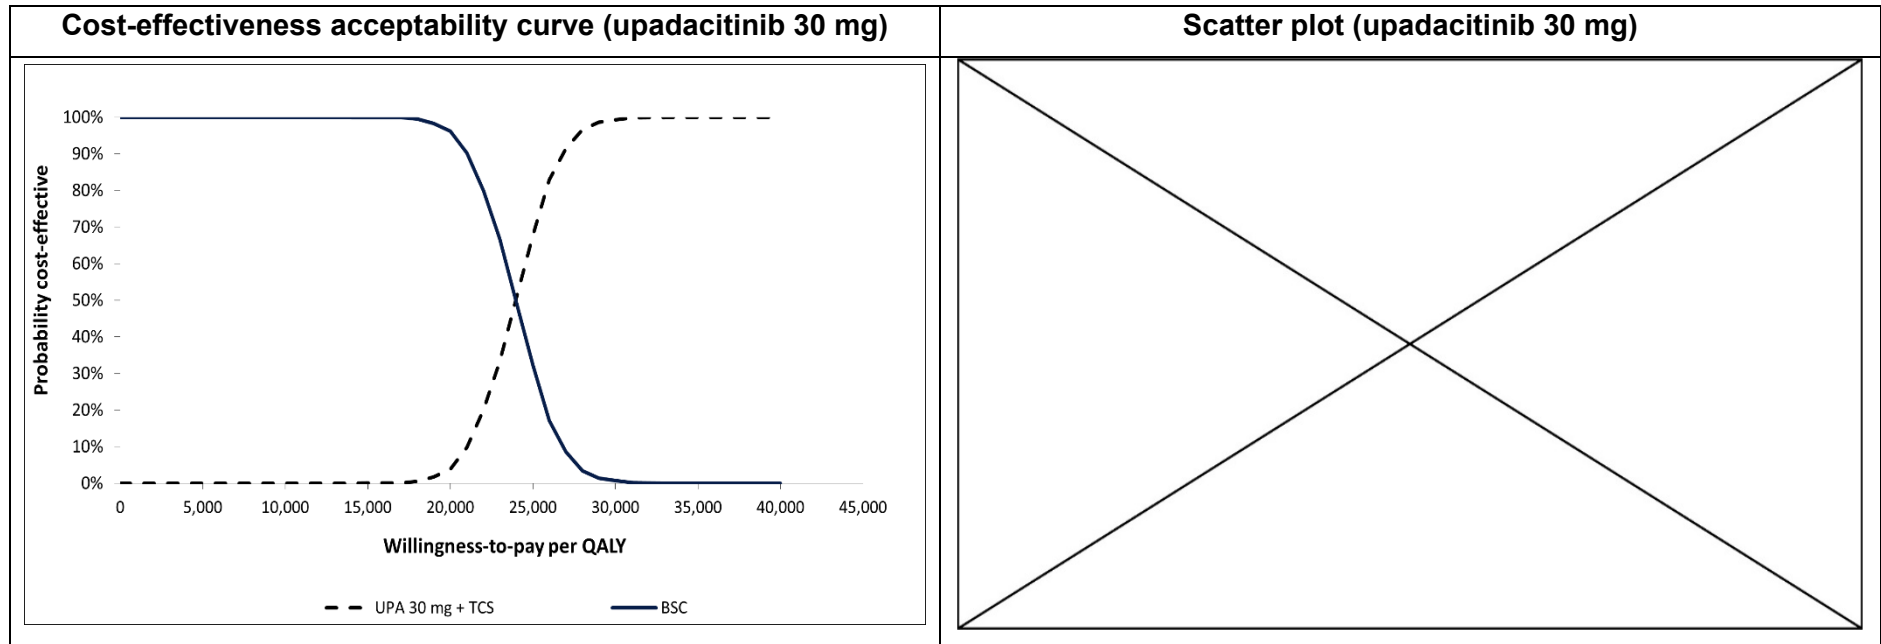 Cost-effectiveness acceptability curve (upadacitinib 30 mg)
Scatter plot (upadacitinib 30 mg)
Probability cost-effective
100%
90%
80%
70%
60%
50%
40%
30%
20%
10%
0%
0 5,000 10,000 15,000 20,000 25,000 30,000 35,000 40,000 45,000
Willingness-to-pay per QALY
UPA 30 mg + TCS BSC